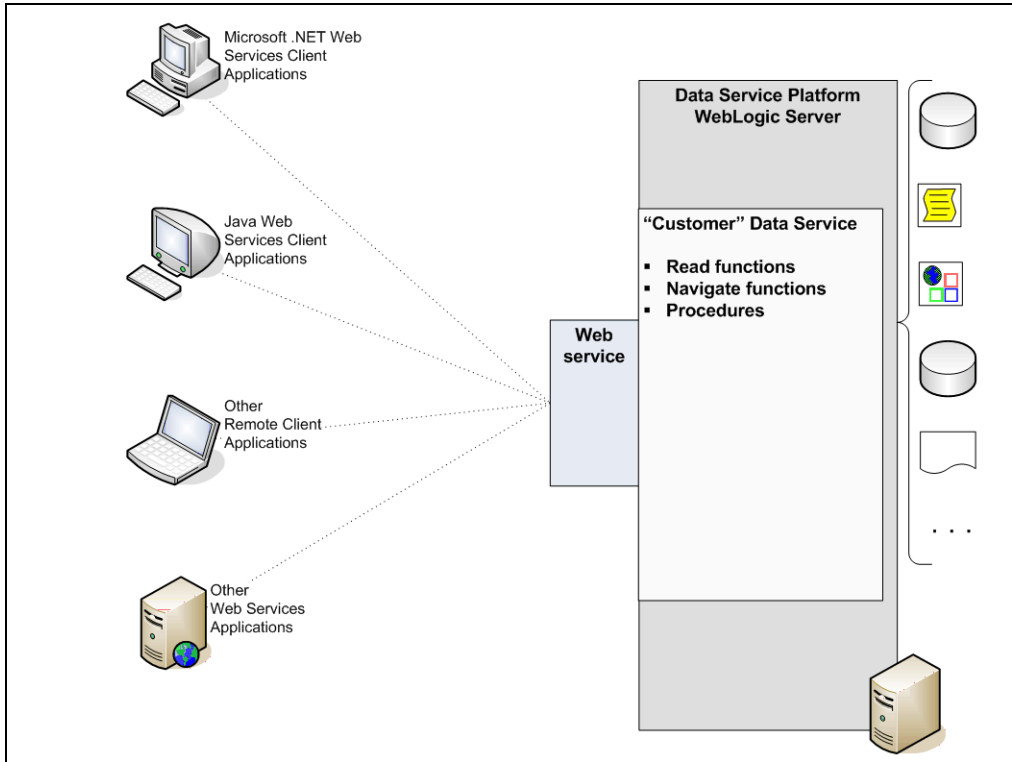 Microsoft .NET Web
Services Client
Applications
Java Web
Services Client
Applications
Other
Remote Client
Applications
Other
Web Services
Applications
Web
service
Data Service Platform
WebLogic Server
“Customer” Data Service
▪ Read functions
▪ Navigate functions
▪ Procedures
. . .